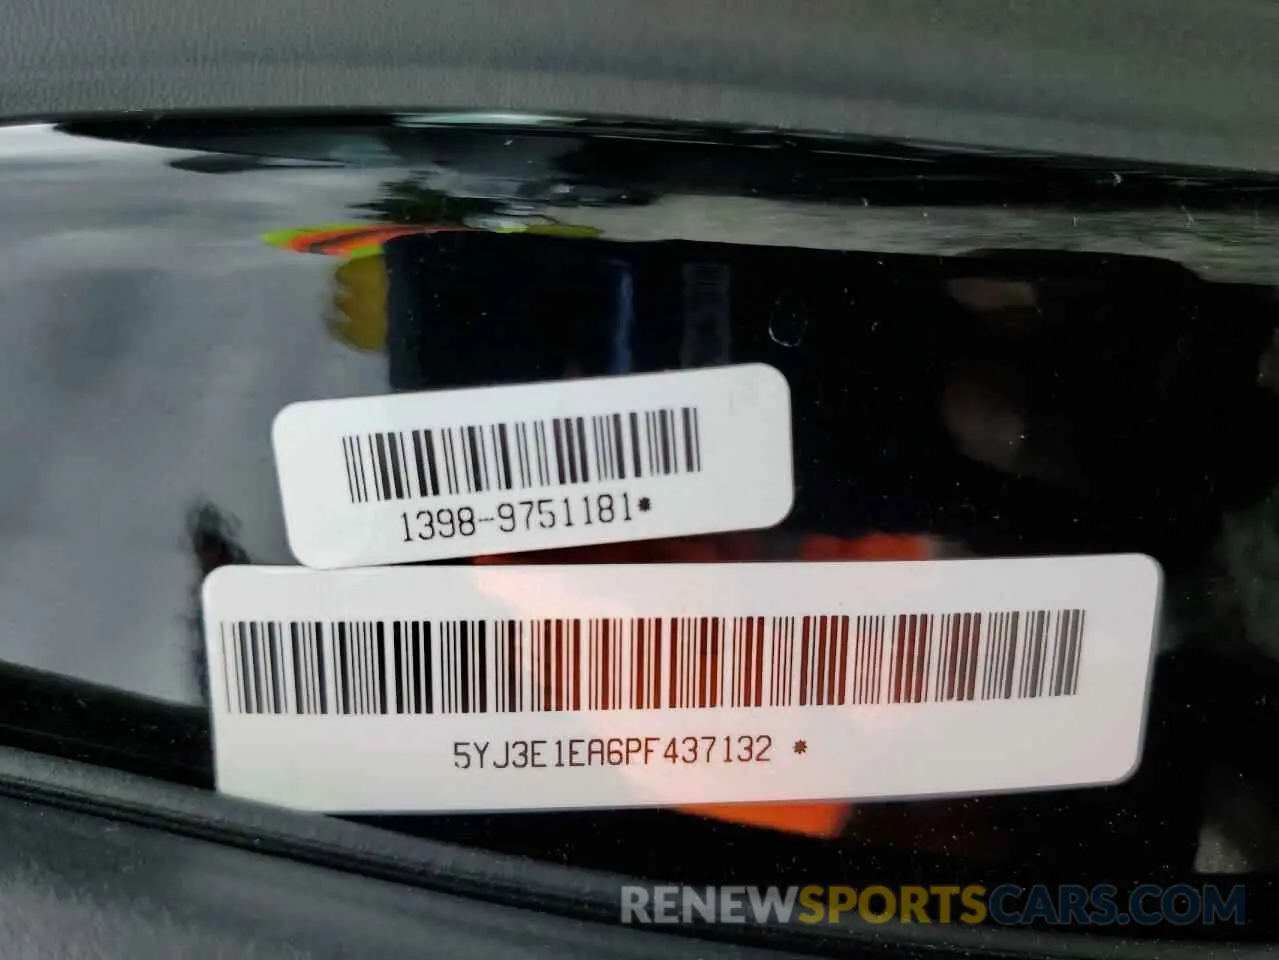 1398-9751181*
5YJ3E1EA6PF437132 *
RENEWSPORTSCARS.COM